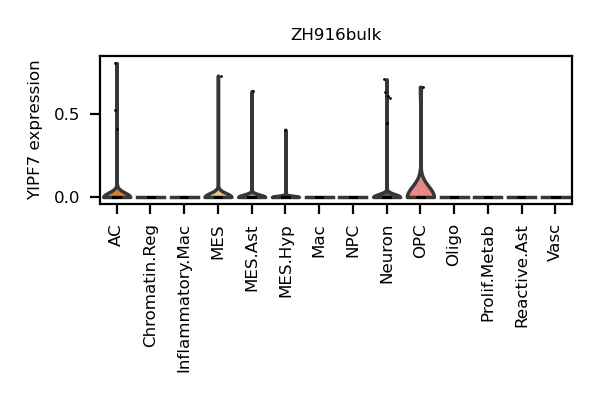 ZH916bulk
YIPF7 expression
0.5
0.0
AC
Chromatin.Reg
Inflammatory.Mac
MES
MES.Ast
MES.Hyp
Mac
NPC
Neuron
OPC
Oligo
Prolif.Metab
Reactive.Ast
Vasc